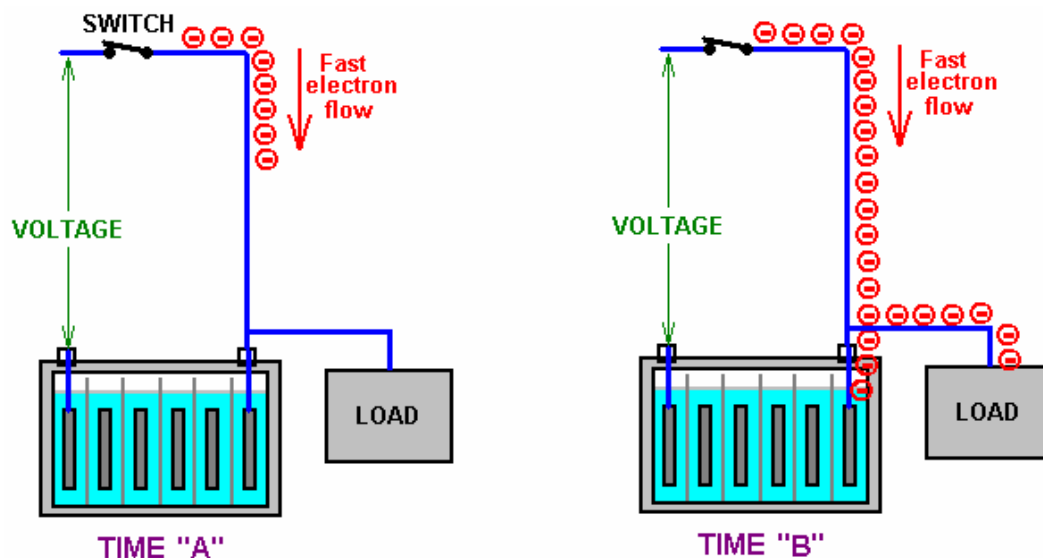 SWITCH
Fast
electron
flow
VOLTAGE
LOAD
TIME "A"
Fast
electron
flow
VOLTAGE
LOAD
TIME "B"